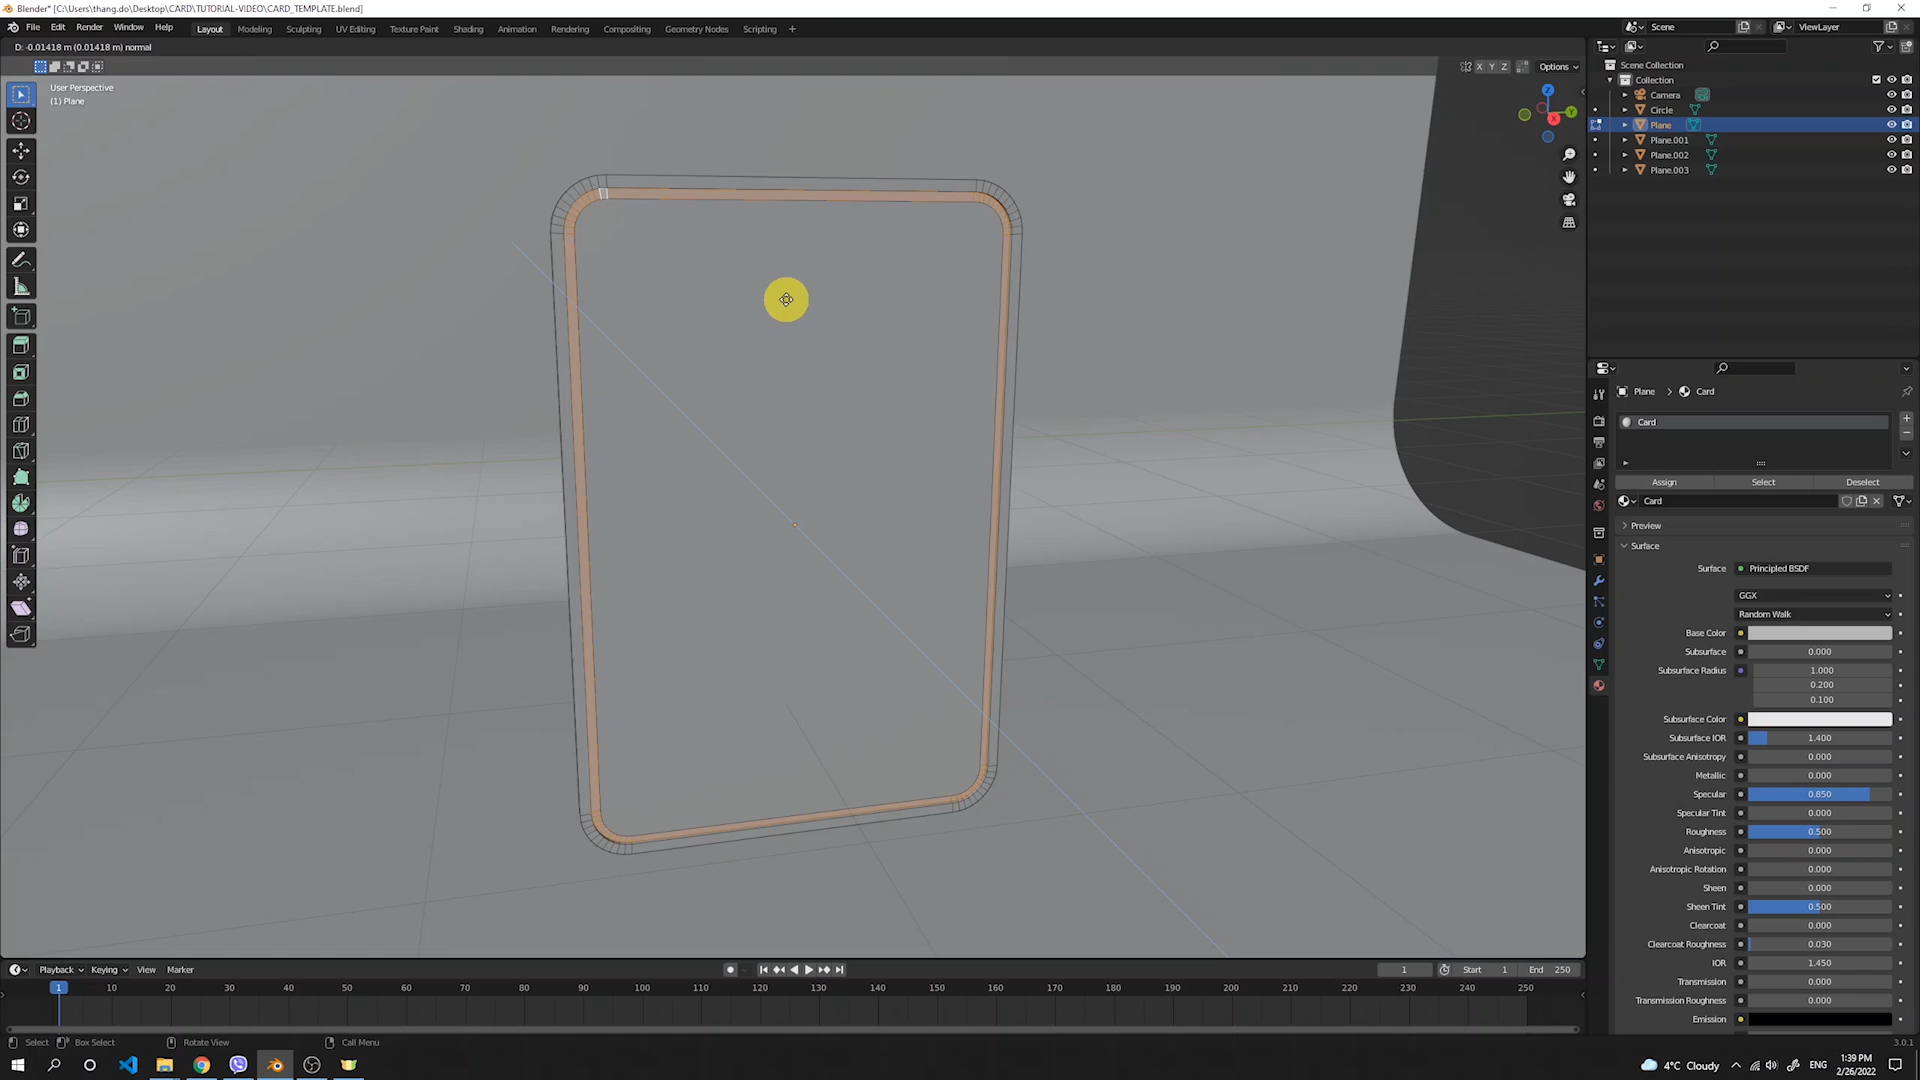 Blender* [C:\Users\thang.do\Desktop\CARD\TUTORIAL-VIDEO\CARD_TEMPLATE.blend]
File Edit Render Window Help Layout Modeling Sculpting UV Editing Texture Paint Shading Animation Rendering Compositing Geometry Nodes Scripting + Scene ViewLayer
D: -0.01418 m (0.01418 m) normal
X Y Z Options
User Perspective
(1) Plane
Z
Y
X
Scene Collection
Collection
Camera
Circle
Plane
Plane.001
Plane.002
Plane.003
Plane > Card
Card
Assign Select Deselect
Card
Preview
Surface
Surface Principled BSDF
GGX
Random Walk
Base Color
Subsurface 0.000
Subsurface Radius 1.000
0.200
0.100
Subsurface Color
Subsurface IOR 1.400
Subsurface Anisotropy 0.000
Metallic 0.000
Specular 0.850
Specular Tint 0.000
Roughness 0.500
Anisotropic 0.000
Anisotropic Rotation 0.000
Sheen 0.000
Sheen Tint 0.500
Clearcoat 0.000
Clearcoat Roughness 0.030
IOR 1.450
Transmission 0.000
Transmission Roughness 0.000
Emission
Playback Keying View Marker 1 Start 1 End 250
1 10 20 30 40 50 60 70 80 90 100 110 120 130 140 150 160 170 180 190 200 210 220 230 240 250
Select Box Select Rotate View Call Menu 3.0.1
4°C Cloudy ENG 1:39 PM
2/26/2022